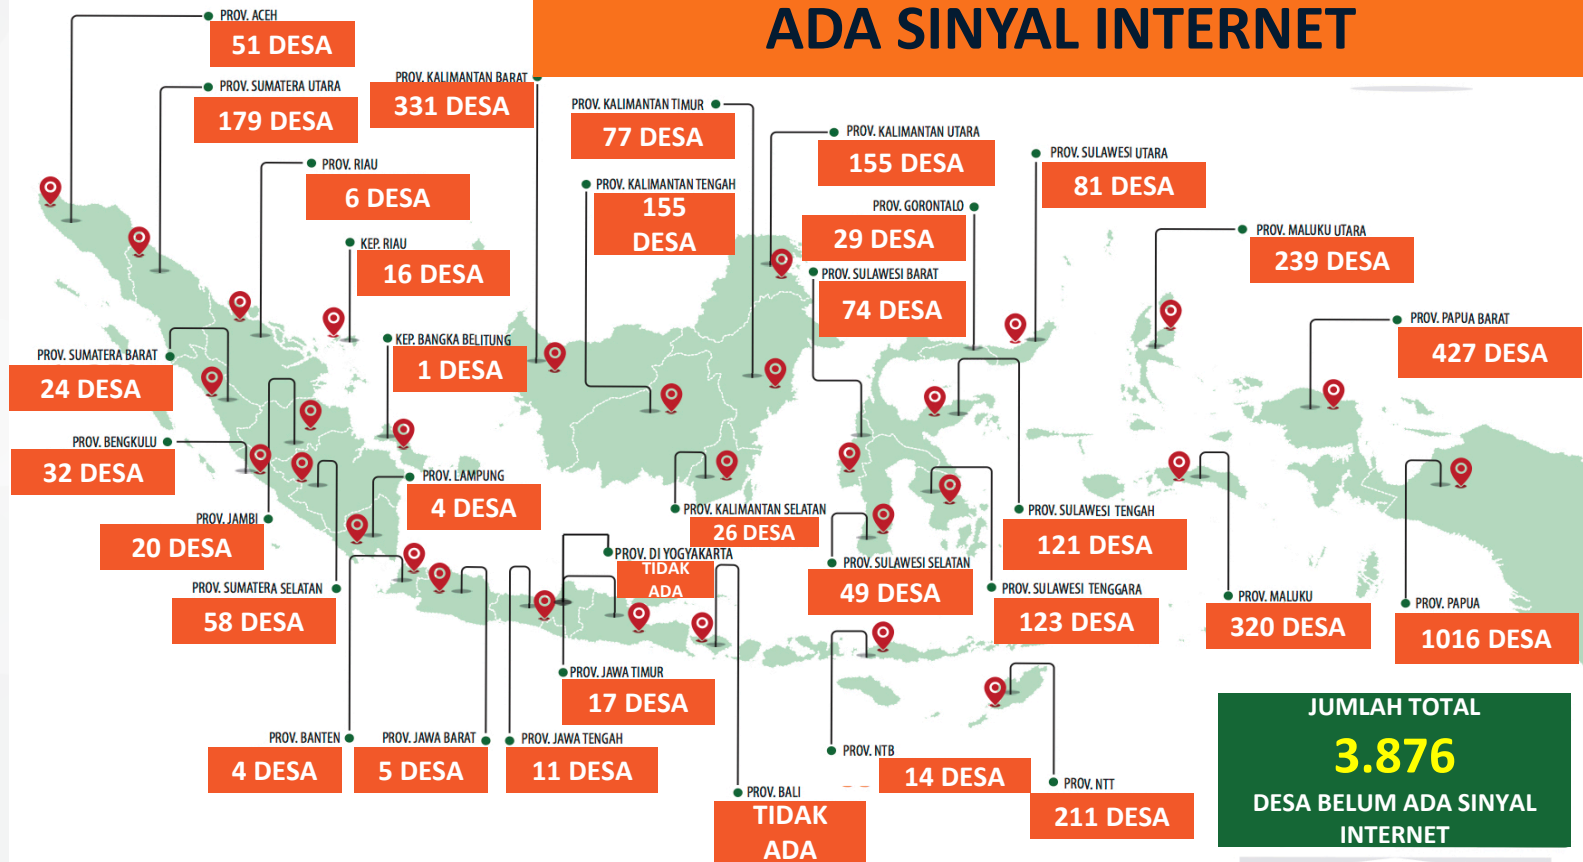 ADA SINYAL INTERNET
PROV. ACEH
51 DESA
PROV. SUMATERA UTARA
179 DESA
PROV. KALIMANTAN BARAT
331 DESA
PROV. RIAU
6 DESA
KEP. RIAU
16 DESA
KEP. BANGKA BELITUNG
1 DESA
PROV. KALIMANTAN TIMUR
77 DESA
PROV. KALIMANTAN TENGAH
155
DESA
PROV. KALIMANTAN UTARA
155 DESA
PROV. GORONTALO
29 DESA
PROV. SULAWESI BARAT
74 DESA
PROV. SULAWESI UTARA
81 DESA
PROV. MALUKU UTARA
239 DESA
PROV. PAPUA BARAT
427 DESA
PROV. SUMATERA BARAT
24 DESA
PROV. BENGKULU
32 DESA
PROV. JAMBI
20 DESA
PROV. SUMATERA SELATAN
58 DESA
PROV. LAMPUNG
4 DESA
PROV. KALIMANTAN SELATAN
26 DESA
PROV. DI YOGYAKARTA
TIDAK
ADA
PROV. SULAWESI SELATAN
49 DESA
PROV. SULAWESI TENGAH
121 DESA
PROV. SULAWESI TENGGARA
123 DESA
PROV. MALUKU
320 DESA
PROV. PAPUA
1016 DESA
PROV. JAWA TIMUR
17 DESA
PROV. BANTEN
4 DESA
PROV. JAWA BARAT
5 DESA
PROV. JAWA TENGAH
11 DESA
PROV. BALI
TIDAK
ADA
PROV. NTB
14 DESA
PROV. NTT
211 DESA
JUMLAH TOTAL
3.876
DESA BELUM ADA SINYAL
INTERNET